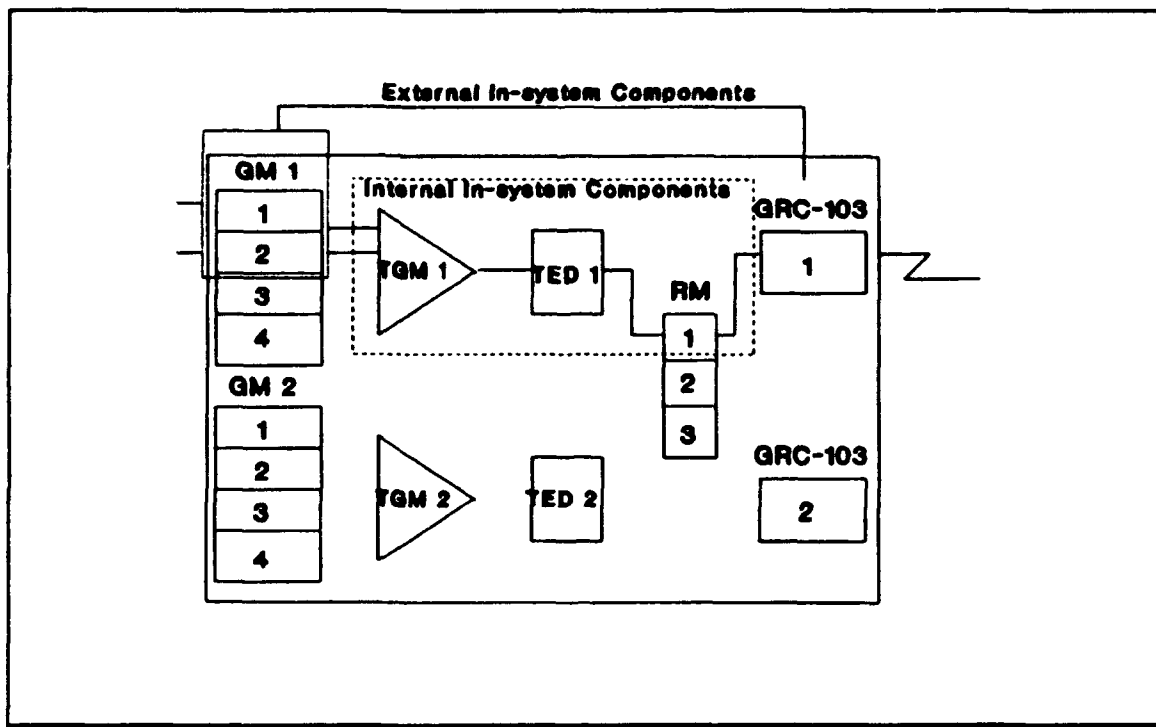 External In-system Components
GM 1
1
2
3
4
Internal In-system Components
TGM 1
TED 1
RM
1
2
3
GRC-103
1
GM 2
1
2
3
4
TGM 2
TED 2
GRC-103
2